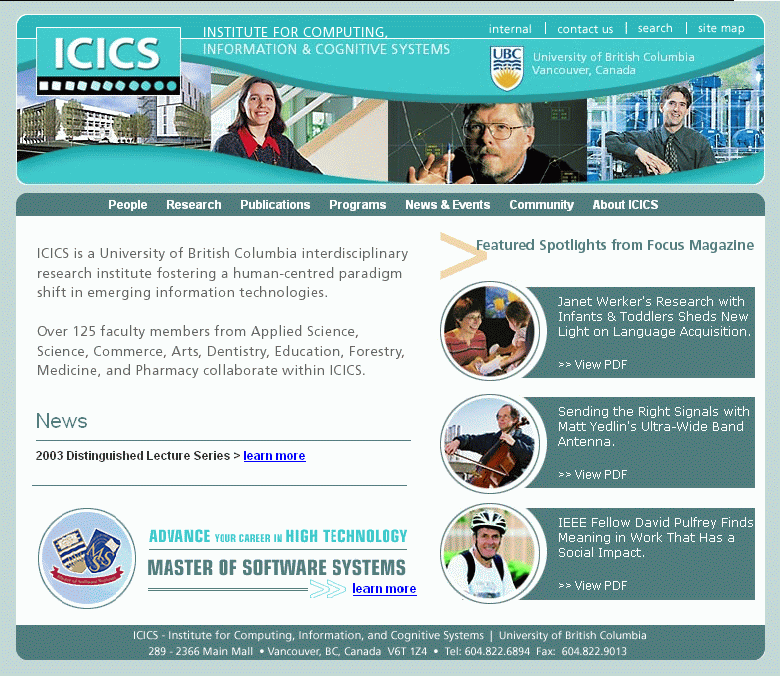 ICICS
INSTITUTE FOR COMPUTING,
INFORMATION & COGNITIVE SYSTEMS
internal | contact us | search | site map
UBC
University of British Columbia
Vancouver, Canada
People Research Publications Programs News & Events Community About ICICS
ICICS is a University of British Columbia interdisciplinary
research institute fostering a human-centred paradigm
shift in emerging information technologies.
Over 125 faculty members from Applied Science,
Science, Commerce, Arts, Dentistry, Education, Forestry,
Medicine, and Pharmacy collaborate within ICICS.
News
2003 Distinguished Lecture Series > learn more
ADVANCE YOUR CAREER IN HIGH TECHNOLOGY
MASTER OF SOFTWARE SYSTEMS
learn more
Featured Spotlights from Focus Magazine
Janet Werker's Research with
Infants & Toddlers Sheds New
Light on Language Acquisition.
>> View PDF
Sending the Right Signals with
Matt Yedlin's Ultra-Wide Band
Antenna.
>> View PDF
IEEE Fellow David Pulfrey Finds
Meaning in Work That Has a
Social Impact.
>> View PDF
ICICS - Institute for Computing, Information, and Cognitive Systems | University of British Columbia
289 - 2366 Main Mall • Vancouver, BC, Canada V6T 1Z4 • Tel: 604.822.6894 Fax: 604.822.9013